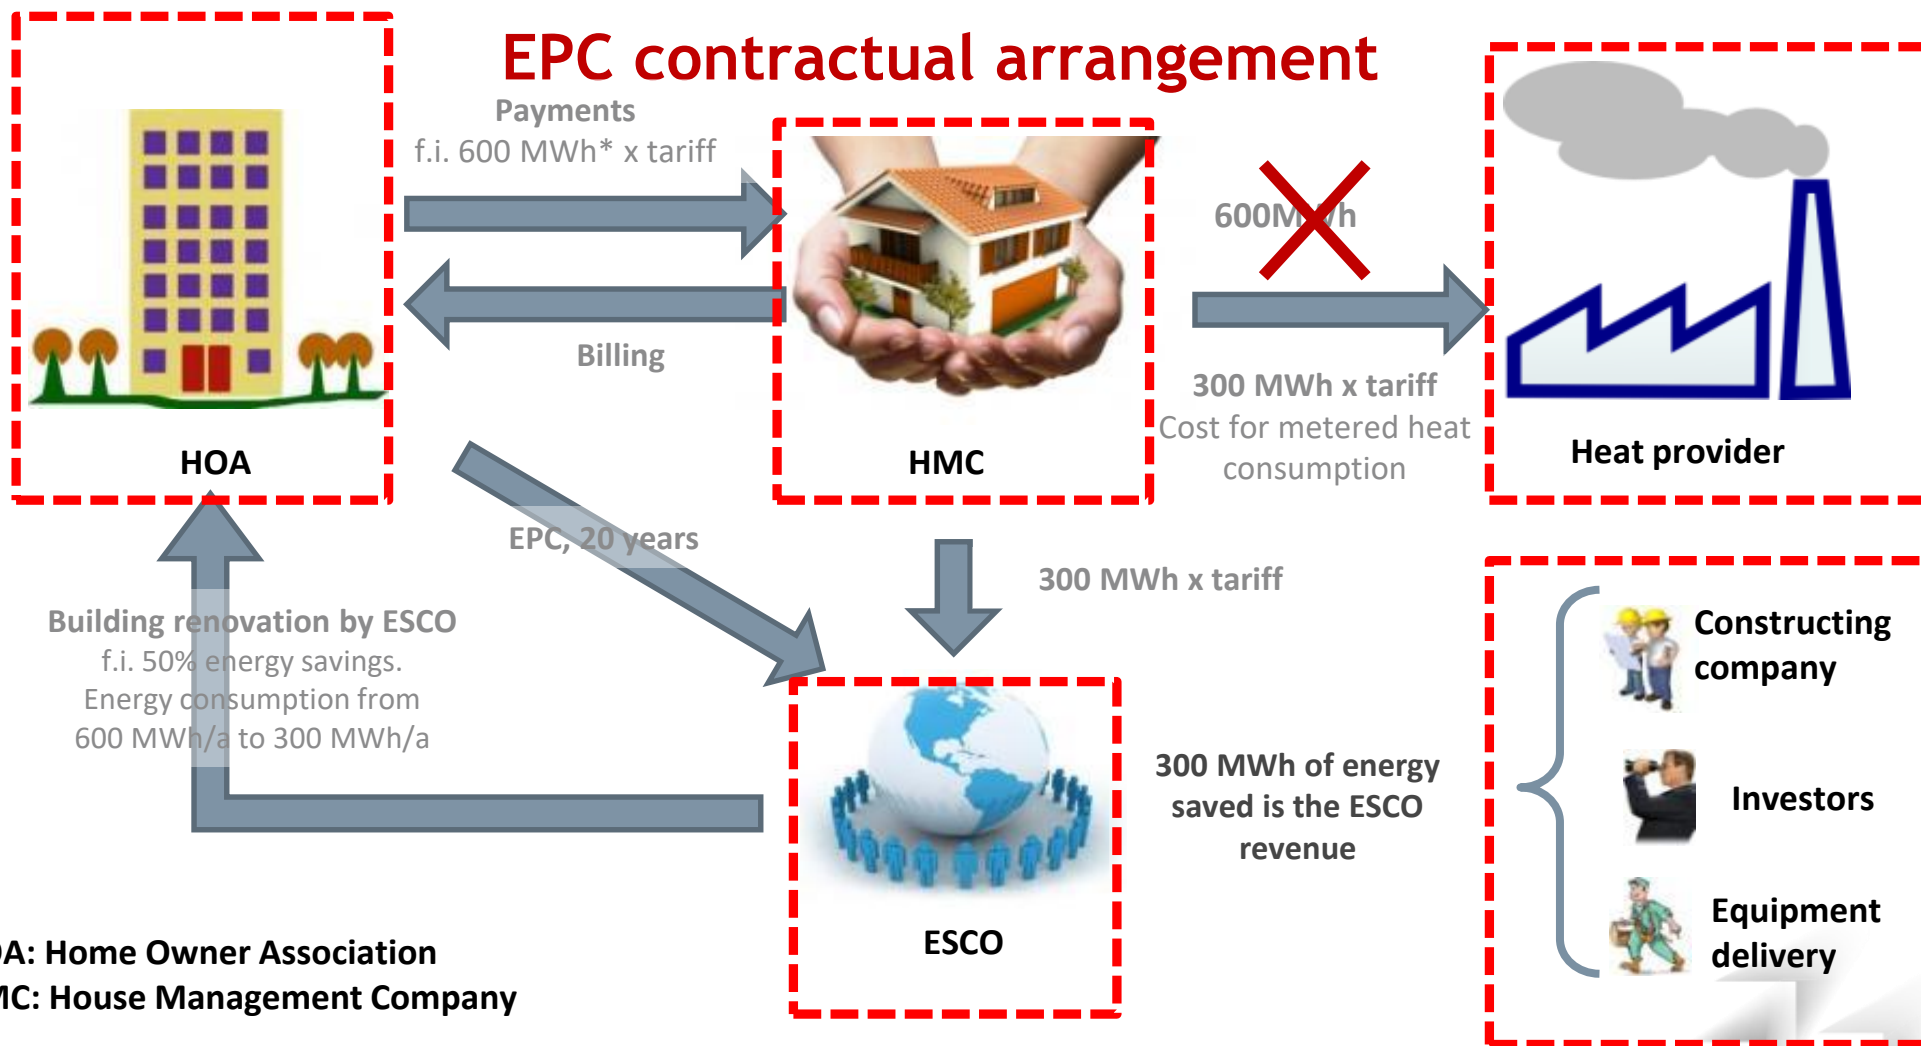 EPC contractual arrangement
Payments
f.i. 600 MWh* x tariff
Billing
600MWh
300 MWh x tariff
Cost for metered heat
consumption
HOA
HMC
Heat provider
EPC, 20 years
300 MWh x tariff
Building renovation by ESCO
f.i. 50% energy savings.
Energy consumption from
600 MWh/a to 300 MWh/a
300 MWh of energy
saved is the ESCO
revenue
ESCO
Constructing
company
Investors
Equipment
delivery
OA: Home Owner Association
MC: House Management Company